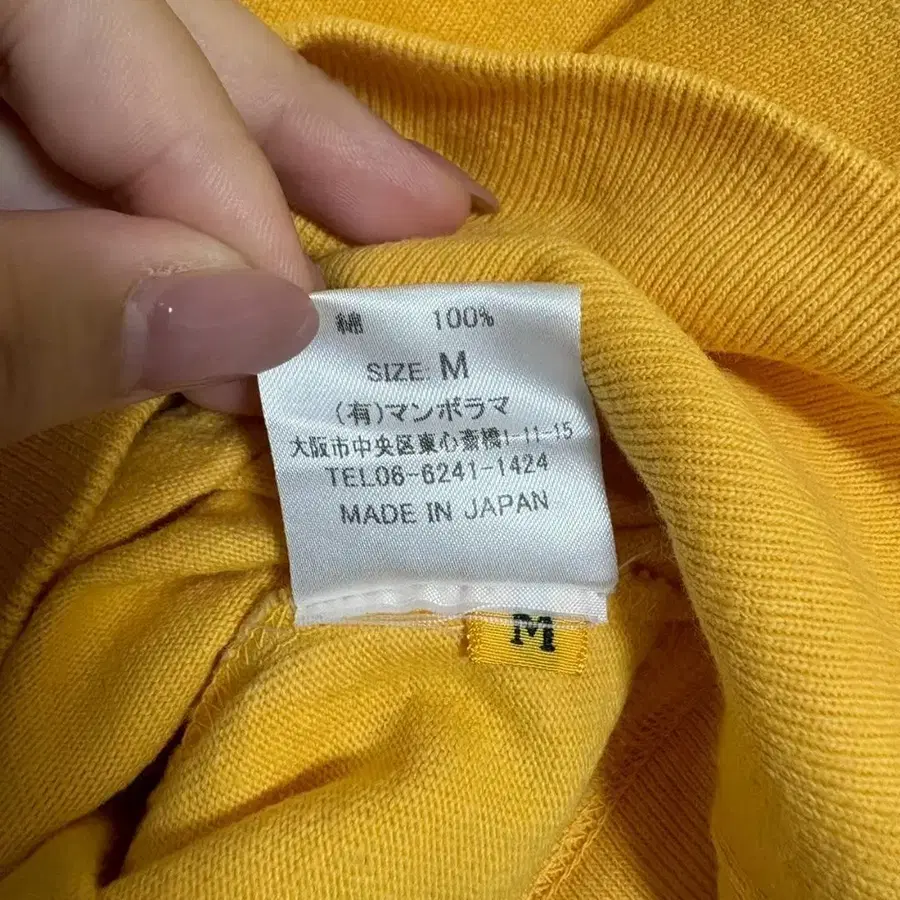 綿 100%
SIZE: M
(有)マンボラマ
大阪市中央区東心斎橋1-11-15
TEL06-6241-1424
MADE IN JAPAN
M